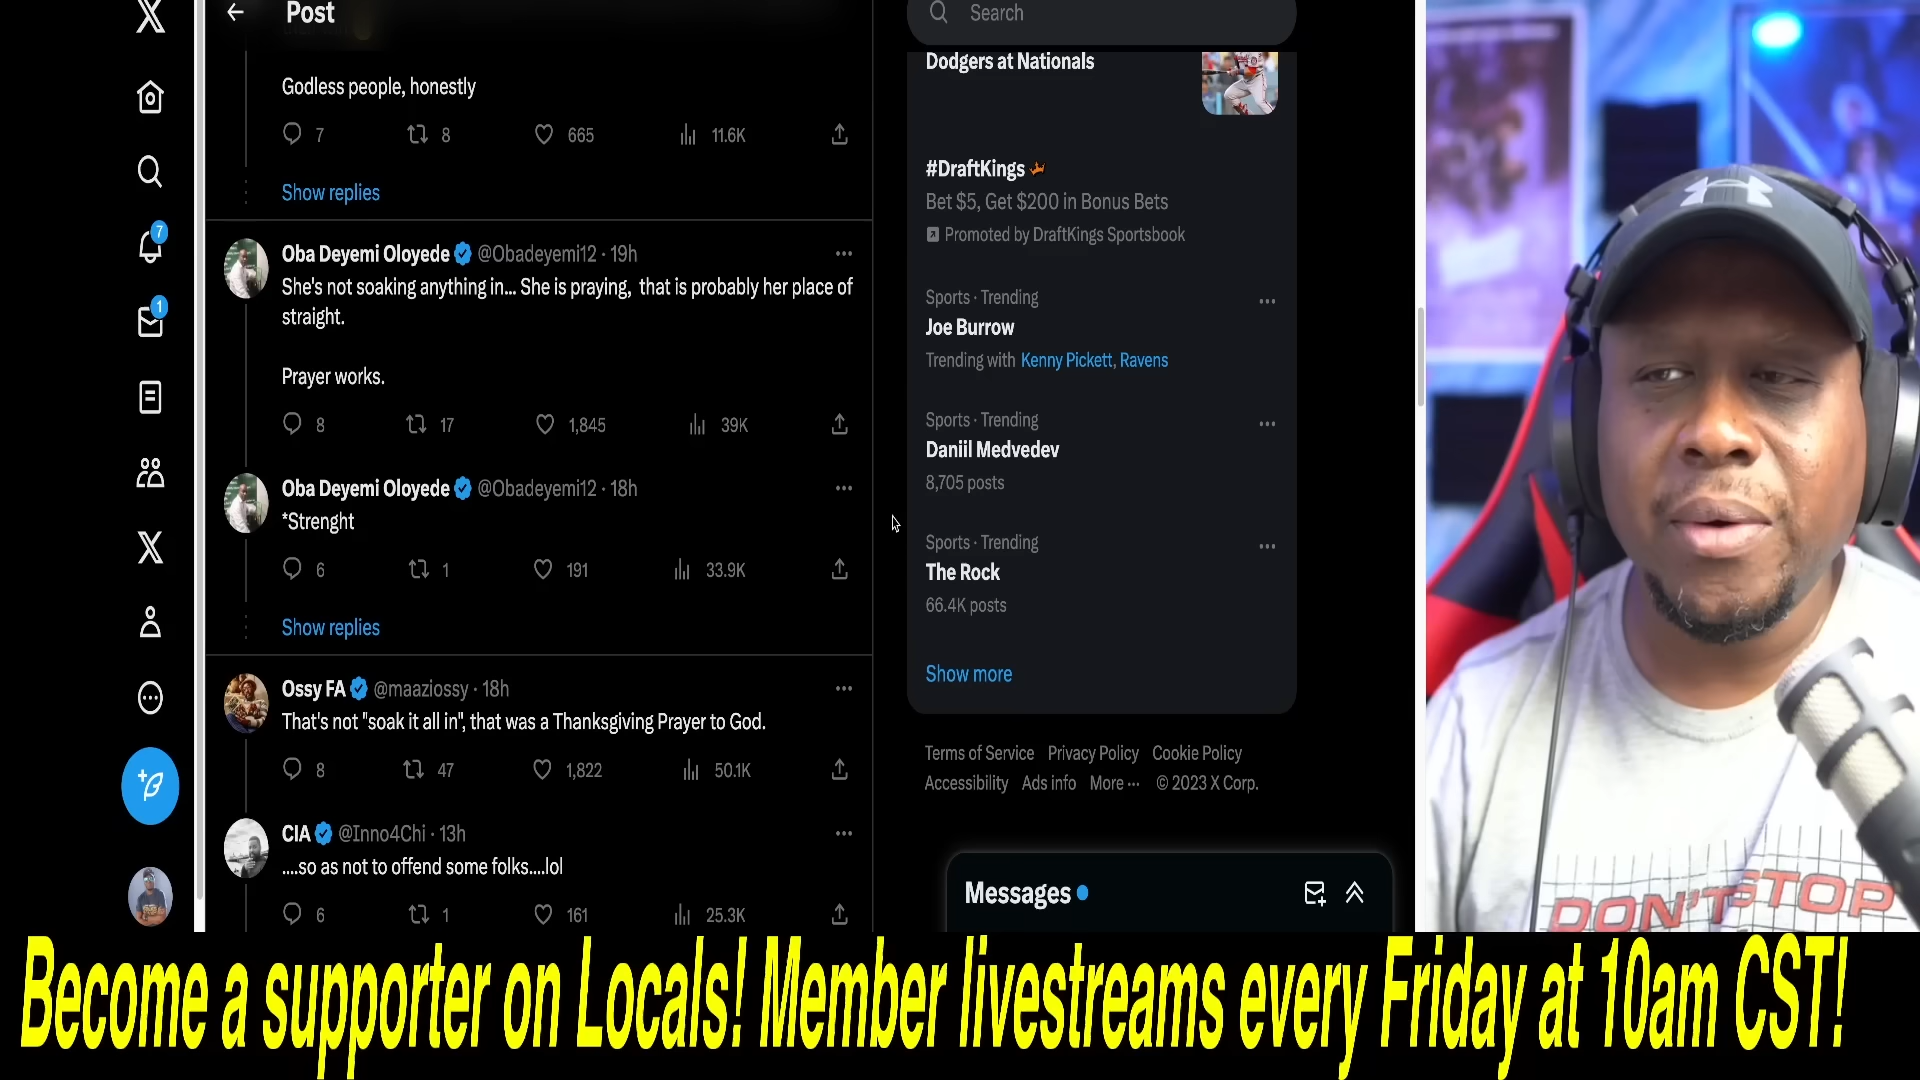 Post
Godless people, honestly
7 8 665 11.6K
Show replies
Oba Deyemi Oloyede @Obadeyemi12 · 19h
She's not soaking anything in... She is praying, that is probably her place of
straight.
Prayer works.
8 17 1,845 39K
Oba Deyemi Oloyede @Obadeyemi12 · 18h
*Strenght
6 1 191 33.9K
Show replies
Ossy FA @maaziossy · 18h
That's not "soak it all in", that was a Thanksgiving Prayer to God.
8 47 1,822 50.1K
CIA @Inno4Chi · 13h
....so as not to offend some folks....lol
6 1 161 25.3K
7
1
Search
Dodgers at Nationals
#DraftKings
Bet $5, Get $200 in Bonus Bets
Promoted by DraftKings Sportsbook
Sports · Trending
Joe Burrow
Trending with Kenny Pickett, Ravens
Sports · Trending
Daniil Medvedev
8,705 posts
Sports · Trending
The Rock
66.4K posts
Show more
Terms of Service Privacy Policy Cookie Policy
Accessibility Ads info More ··· © 2023 X Corp.
Messages
DON'T STOP
Become a supporter on Locals! Member livestreams every Friday at 10am CST!